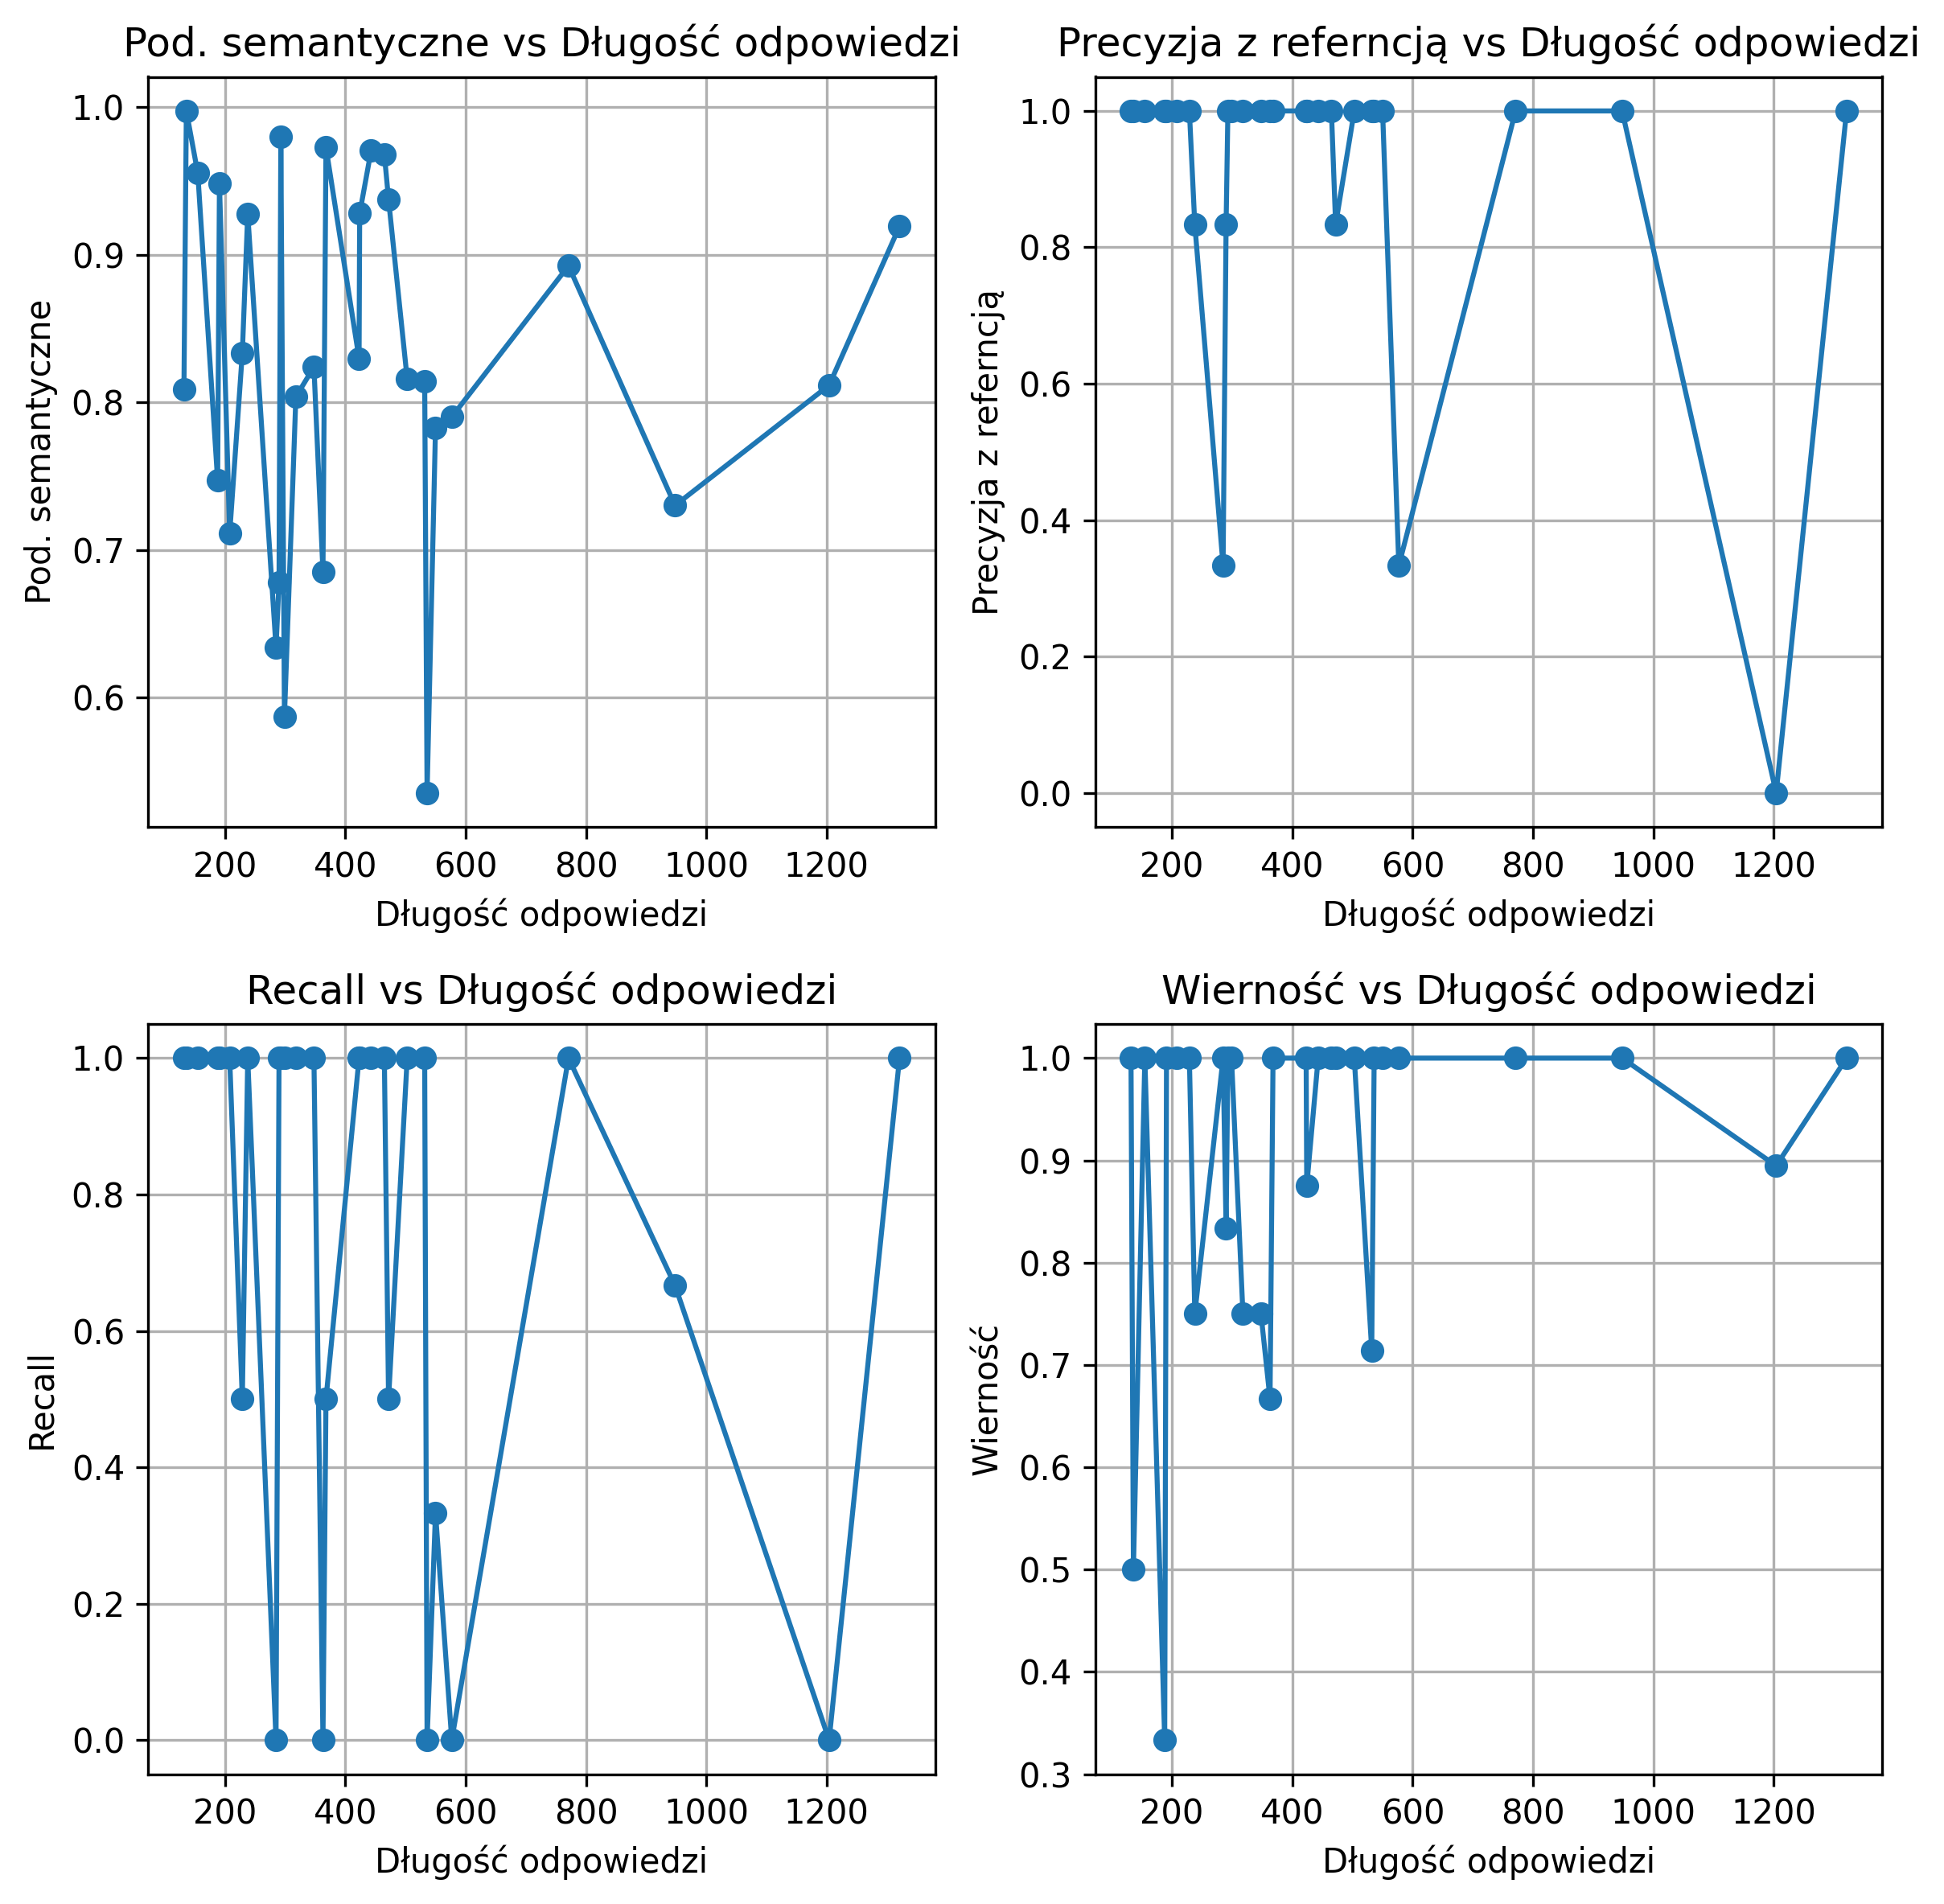 Pod. semantyczne vs Długość odpowiedzi
Pod. semantyczne
1.0
0.9
0.8
0.7
0.6
200 400 600 800 1000 1200
Długość odpowiedzi
Precyzja z referncją vs Długość odpowiedzi
Precyzja z referncją
1.0
0.8
0.6
0.4
0.2
0.0
200 400 600 800 1000 1200
Długość odpowiedzi
Recall vs Długość odpowiedzi
Recall
1.0
0.8
0.6
0.4
0.2
0.0
200 400 600 800 1000 1200
Długość odpowiedzi
Wierność vs Długość odpowiedzi
Wierność
1.0
0.9
0.8
0.7
0.6
0.5
0.4
0.3
200 400 600 800 1000 1200
Długość odpowiedzi